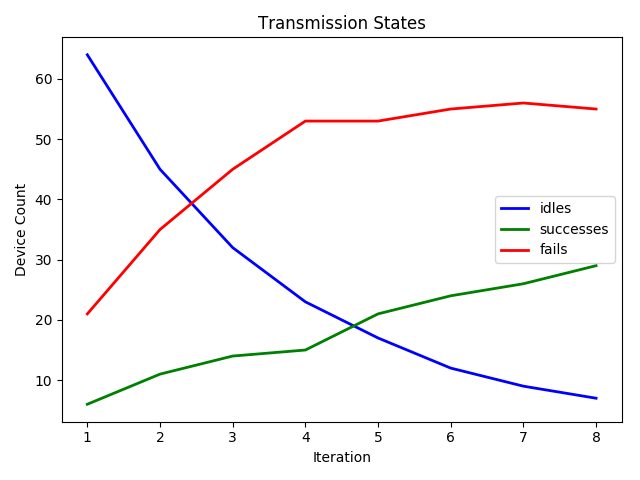 Transmission States
Device Count
60
50
40
30
20
10
idles
successes
fails
1 2 3 4 5 6 7 8
Iteration